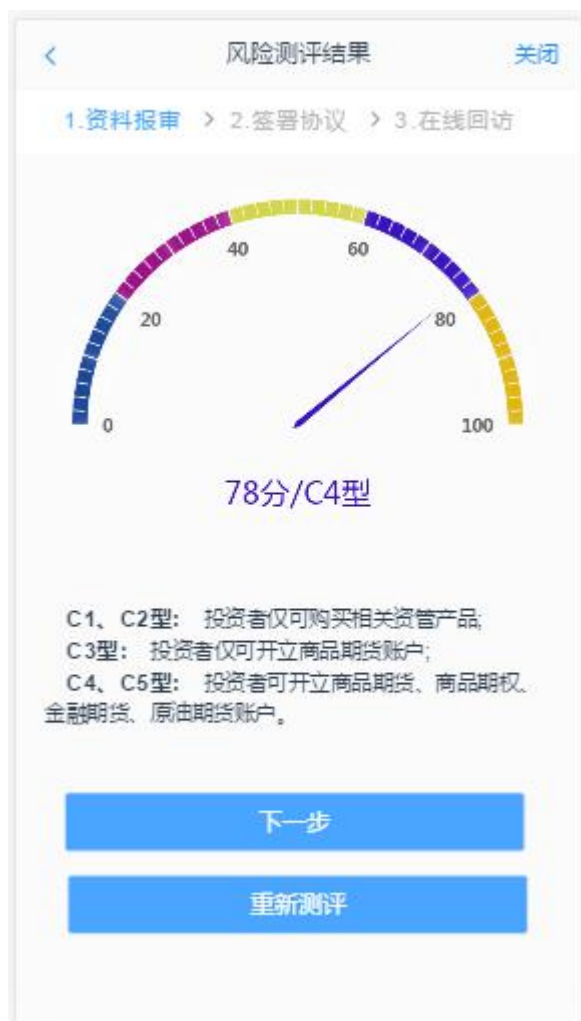 < 风险测评结果 关闭
1.资料报审 > 2.签署协议 > 3.在线回访
40 60
20 80
0 100
78分/C4型
C1、C2型： 投资者仅可购买相关资管产品;
C3型： 投资者仅可开立商品期货账户;
C4、C5型： 投资者可开立商品期货、商品期权、
金融期货、原油期货账户。
下一步
重新测评